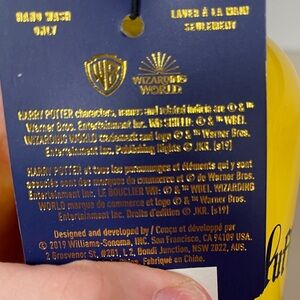 HAND WASH
ONLY
LAVER À LA MAIN
SEULEMENT
WB
WIZARDING
WORLD
HARRY POTTER characters, names and related indicia are © & ™
Warner Bros. Entertainment Inc. WB SHIELD: © & ™ WBEI.
WIZARDING WORLD trademark and logo © & ™ Warner Bros.
Entertainment Inc. Publishing Rights © JKR. (s19)
HARRY POTTER et tous les personnages et éléments qui y sont
associés sont des marques de commerce et © de Warner Bros.
Entertainment Inc. LE BOUCLIER WB: ™ © WBEI. WIZARDING
WORLD marque de commerce et logo © & ™ Warner Bros.
Entertainment Inc. Droits d'édition © JKR. (s19)
Designed and developed by / Conçu et développé par
© 2019 Williams-Sonoma, INC. San Francisco, CA 94109 USA.
2 Grosvenor St, #201, L2, Bondi Junction, NSW 2022, AUS.
Fabriqué en Chine.